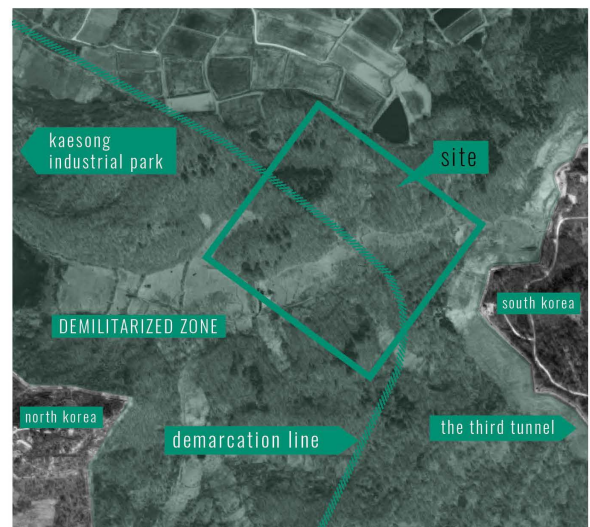 kaesong
industrial park
site
south korea
DEMILITARIZED ZONE
north korea
the third tunnel
demarcation line